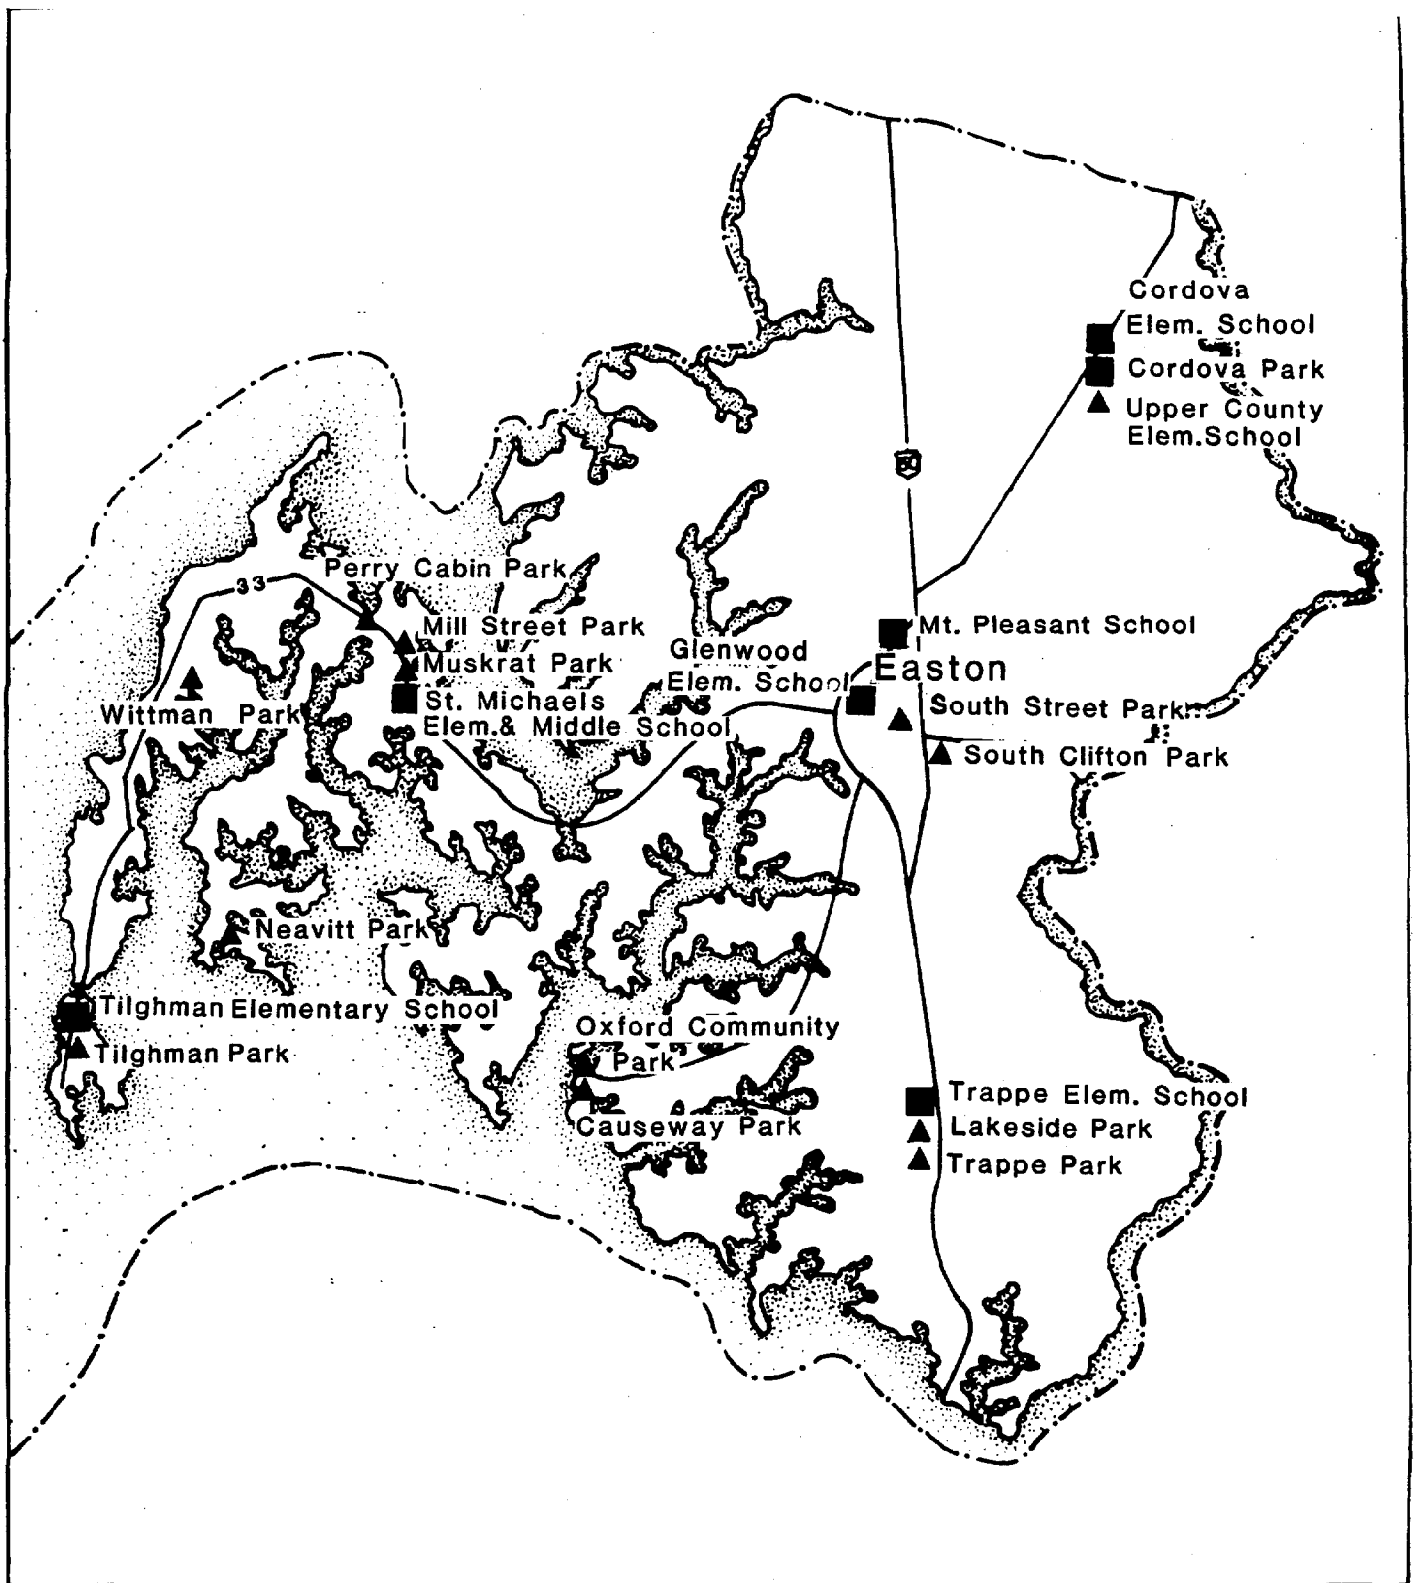 Cordova
Elem. School
Cordova Park
Upper County
Elem.School
50
33
Perry Cabin Park
Mill Street Park
Muskrat Park
St. Michaels
Elem.& Middle School
Wittman Park
Glenwood
Elem. School
Mt. Pleasant School
Easton
South Street Park
South Clifton Park
Neavitt Park
Tilghman Elementary School
Tilghman Park
Oxford Community
Park
Causeway Park
Trappe Elem. School
Lakeside Park
Trappe Park